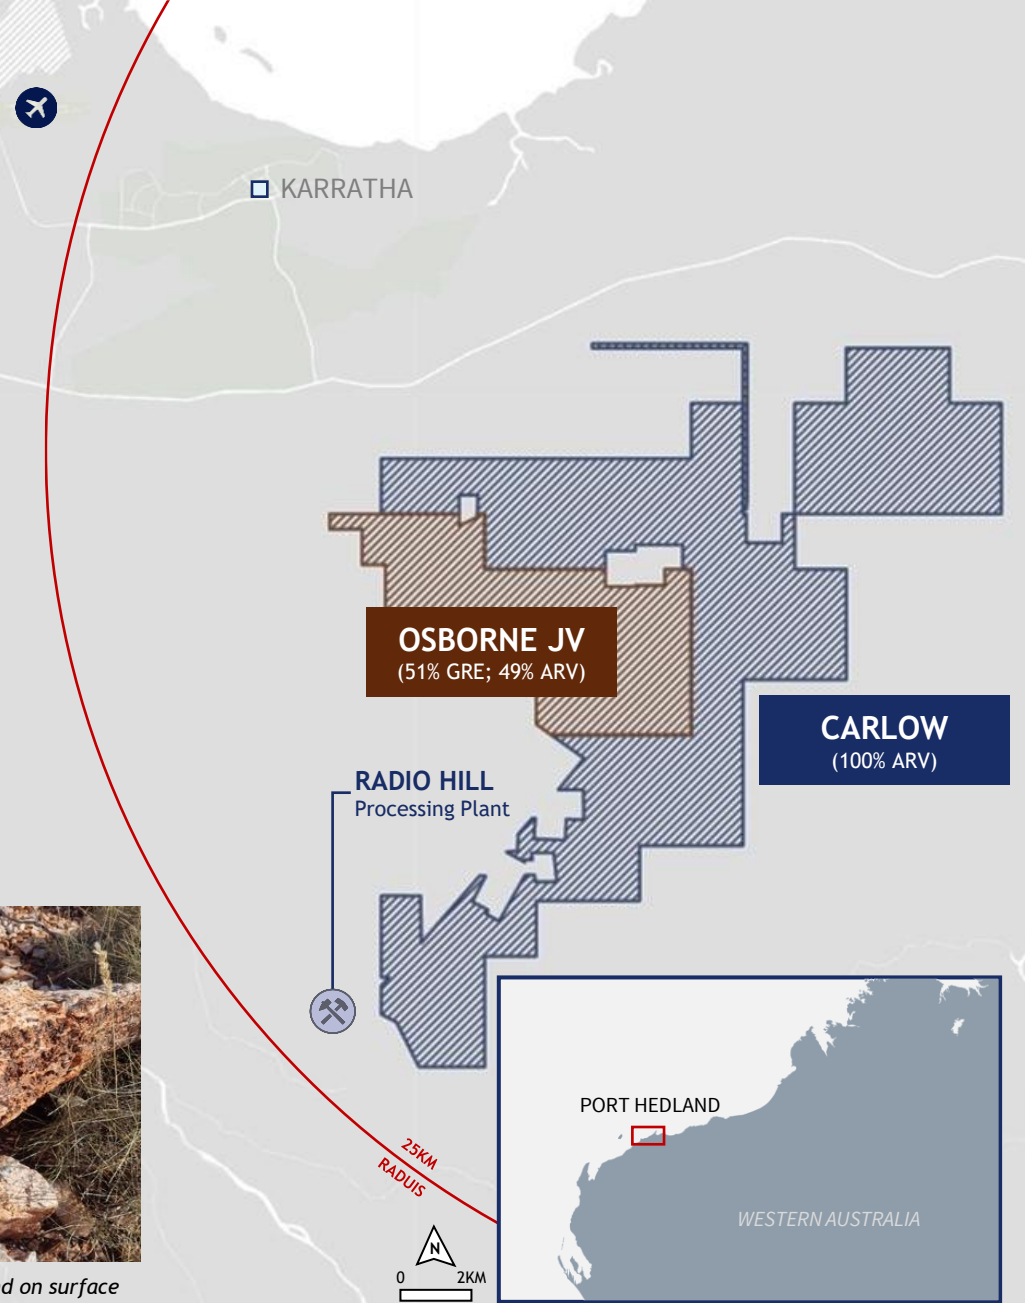 KARRATHA
OSBORNE JV
(51% GRE; 49% ARV)
CARLOW
(100% ARV)
RADIO HILL
Processing Plant
PORT HEDLAND
WESTERN AUSTRALIA
25KM
RADUIS
N
0 2KM
d on surface